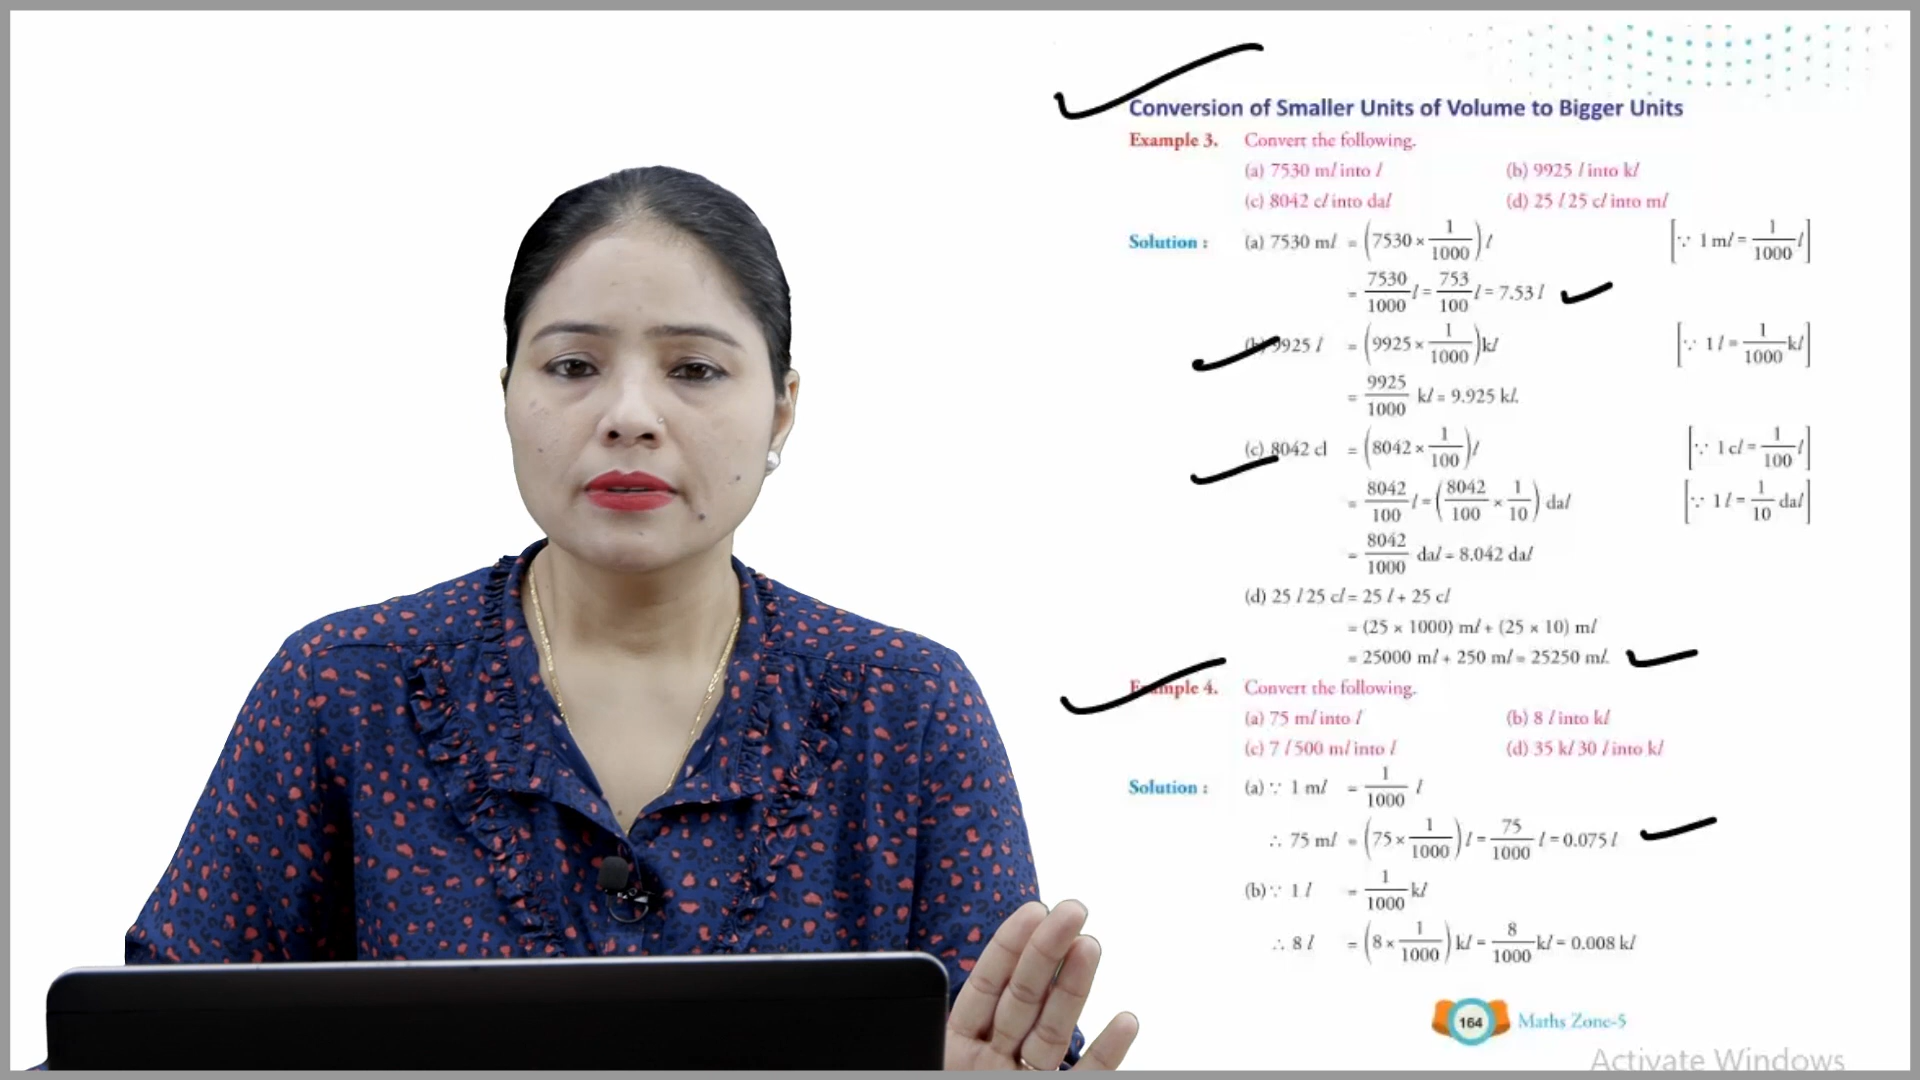 Conversion of Smaller Units of Volume to Bigger Units
Example 3. Convert the following.
(a) 7530 ml into l (b) 9925 l into kl
(c) 8042 cl into dal (d) 25 l 25 cl into ml
Solution : (a) 7530 ml = (7530 × 1/1000) l [∵ 1 ml = 1/1000 l]
= 7530/1000 l = 753/100 l = 7.53 l
(b) 9925 l = (9925 × 1/1000) kl [∵ 1 l = 1/1000 kl]
= 9925/1000 kl = 9.925 kl.
(c) 8042 cl = (8042 × 1/100) l [∵ 1 cl = 1/100 l]
= 8042/100 l = (8042/100 × 1/10) dal [∵ 1 l = 1/10 dal]
= 8042/1000 dal = 8.042 dal
(d) 25 l 25 cl = 25 l + 25 cl
= (25 × 1000) ml + (25 × 10) ml
= 25000 ml + 250 ml = 25250 ml.
Example 4. Convert the following.
(a) 75 ml into l (b) 8 l into kl
(c) 7 l 500 ml into l (d) 35 kl 30 l into kl
Solution : (a) ∵ 1 ml = 1/1000 l
∴ 75 ml = (75 × 1/1000) l = 75/1000 l = 0.075 l
(b) ∵ 1 l = 1/1000 kl
∴ 8 l = (8 × 1/1000) kl = 8/1000 kl = 0.008 kl
164 Maths Zone-5
Activate Windows